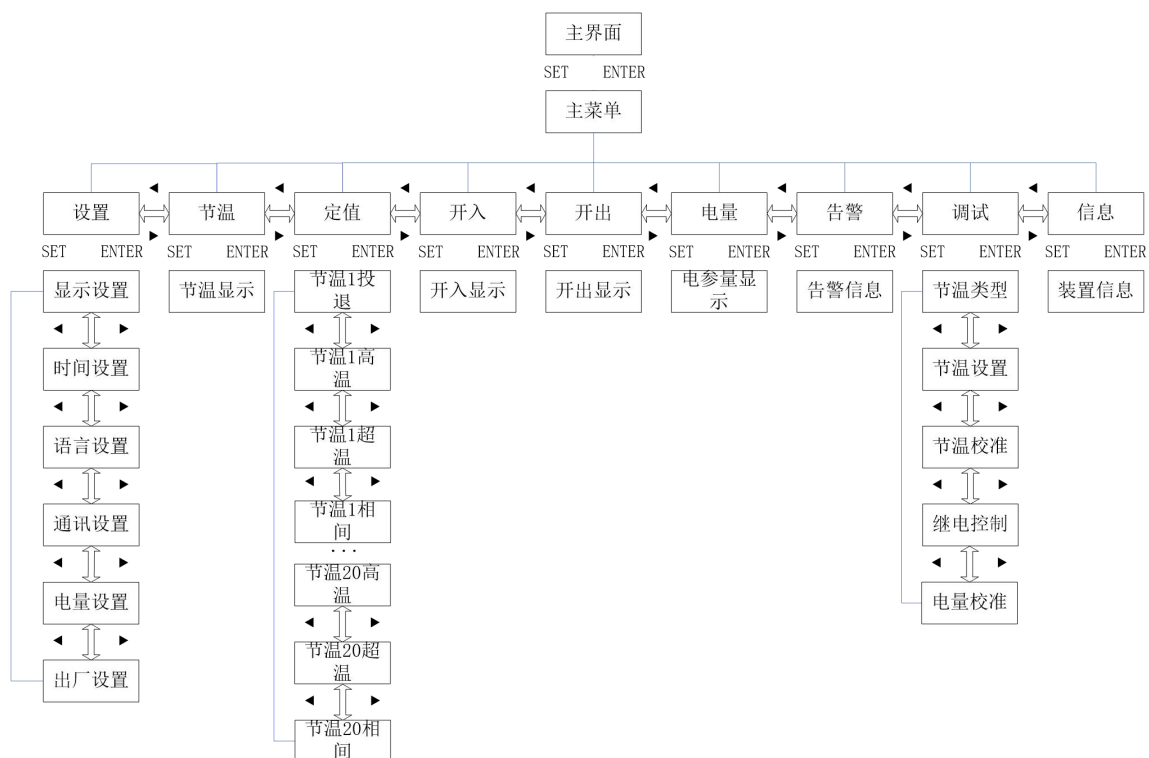 主界面
SET ENTER
主菜单
设置 节温 定值 开入 开出 电量 告警 调试 信息
SET ENTER SET ENTER SET ENTER SET ENTER SET ENTER SET ENTER SET ENTER SET ENTER SET ENTER
显示设置
时间设置
语言设置
通讯设置
电量设置
出厂设置
节温显示
节温1投
退
节温1高
温
节温1超
温
节温1相
间
...
节温20高
温
节温20超
温
节温20相
间
开入显示
开出显示
电参量显
示
告警信息
节温类型
节温设置
节温校准
继电控制
电量校准
装置信息